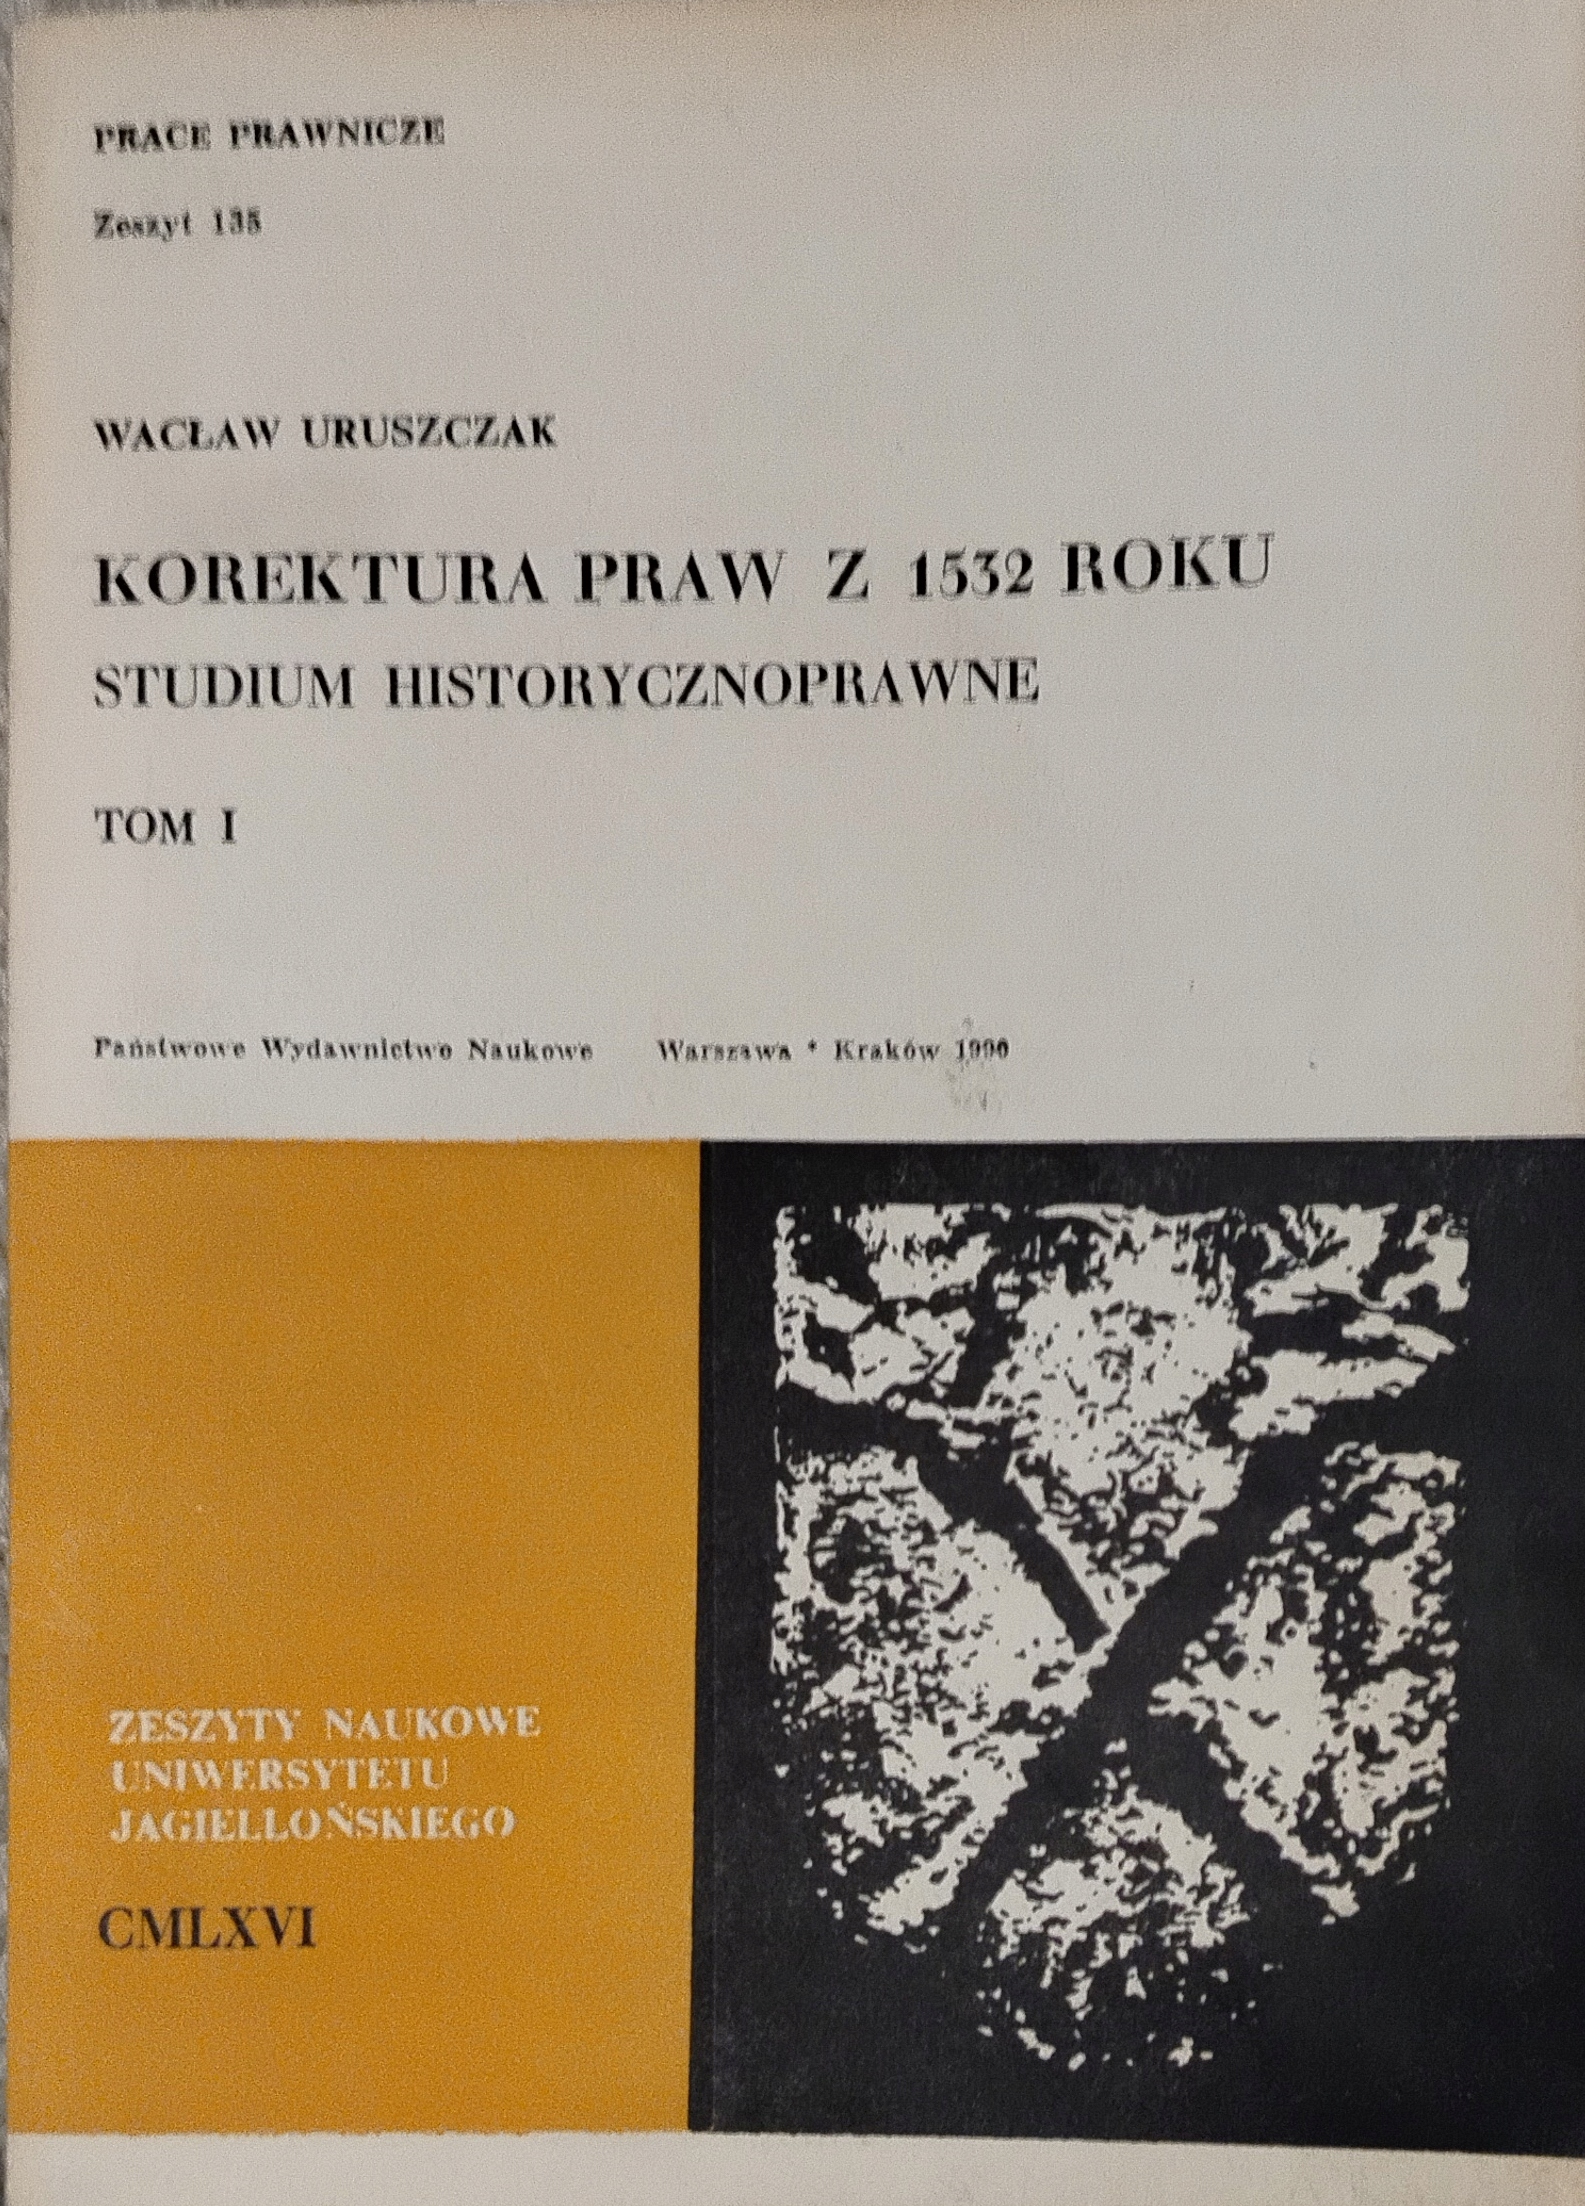 PRACE PRAWNICZE
Zeszyt 135
WACŁAW URUSZCZAK
KOREKTURA PRAW Z 1532 ROKU
STUDIUM HISTORYCZNOPRAWNE
TOM I
Państwowe Wydawnictwo Naukowe Warszawa * Kraków 1990
ZESZYTY NAUKOWE
UNIWERSYTETU
JAGIELLOŃSKIEGO
CMLXVI